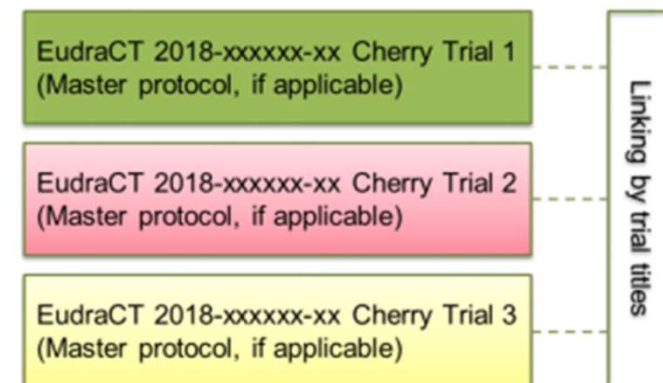 EudraCT 2018-xxxxxx-xx Cherry Trial 1
(Master protocol, if applicable)
EudraCT 2018-xxxxxx-xx Cherry Trial 2
(Master protocol, if applicable)
EudraCT 2018-xxxxxx-xx Cherry Trial 3
(Master protocol, if applicable)
Linking by trial titles